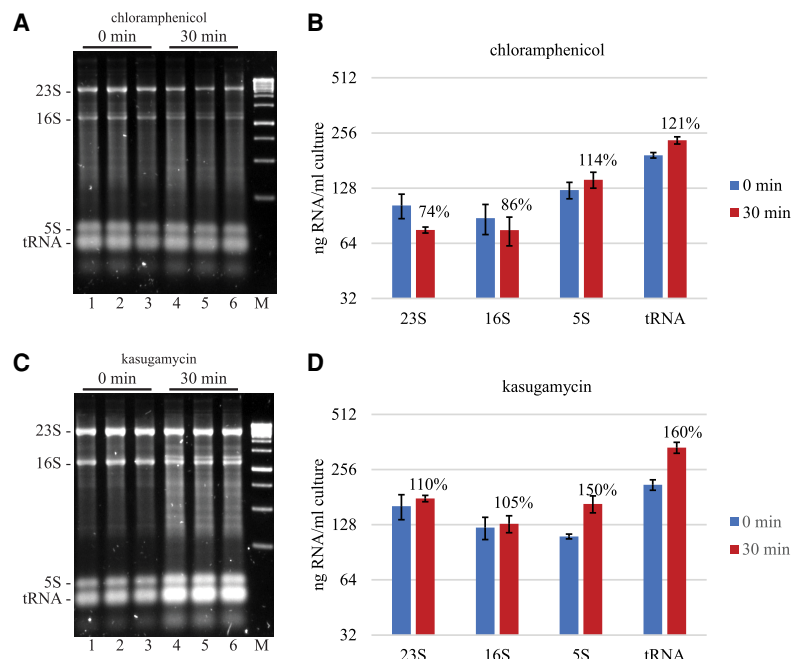 A
chloramphenicol
0 min 30 min
23S -
16S -
5S -
tRNA -
1 2 3 4 5 6 M
B
chloramphenicol
ng RNA/ml culture
512
256
128
64
32
74%
86%
114%
121%
23S 16S 5S tRNA
0 min
30 min
C
kasugamycin
0 min 30 min
23S -
16S -
5S -
tRNA -
1 2 3 4 5 6 M
D
kasugamycin
ng RNA/ml culture
512
256
128
64
32
110%
105%
150%
160%
23S 16S 5S tRNA
0 min
30 min